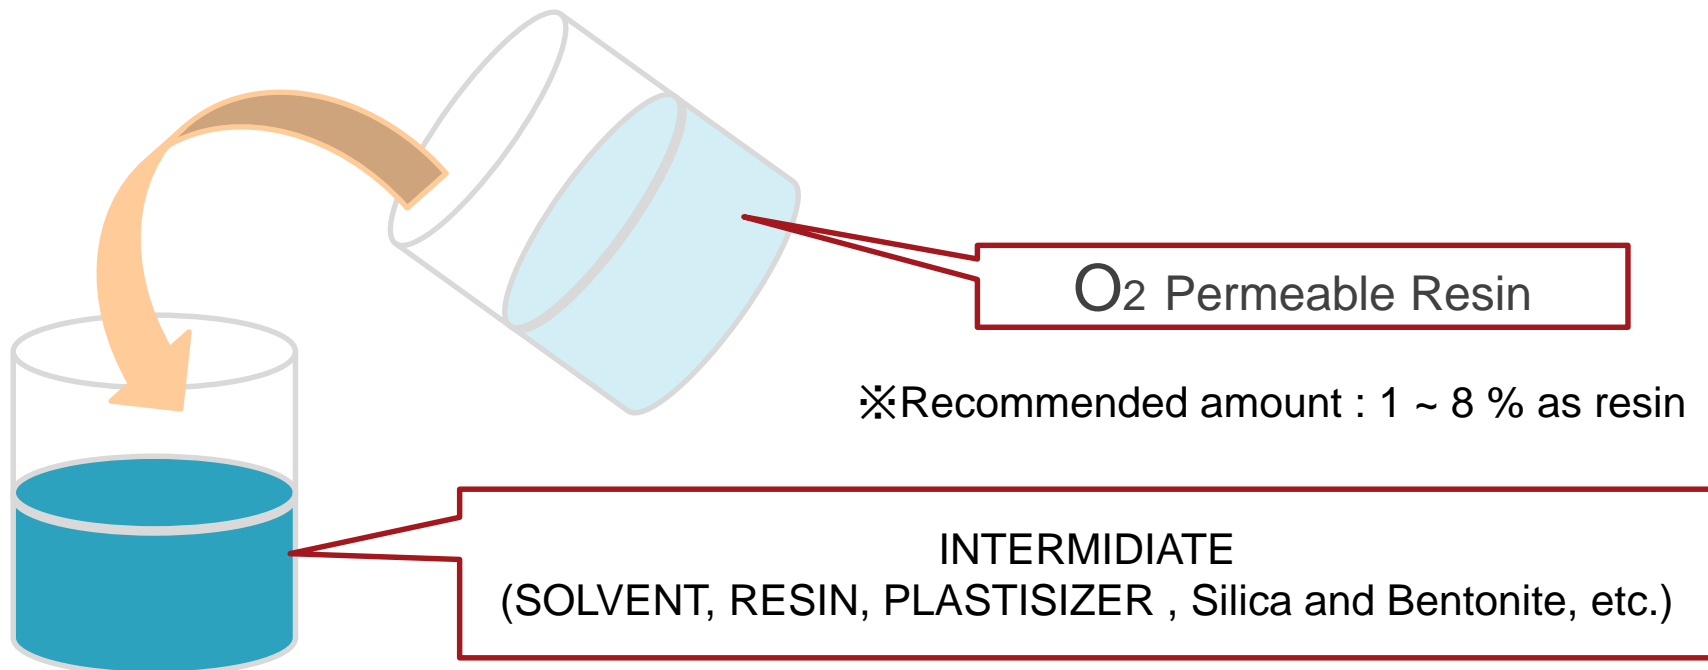 O2 Permeable Resin
※Recommended amount : 1 ~ 8 % as resin
INTERMIDIATE
(SOLVENT, RESIN, PLASTISIZER , Silica and Bentonite, etc.)